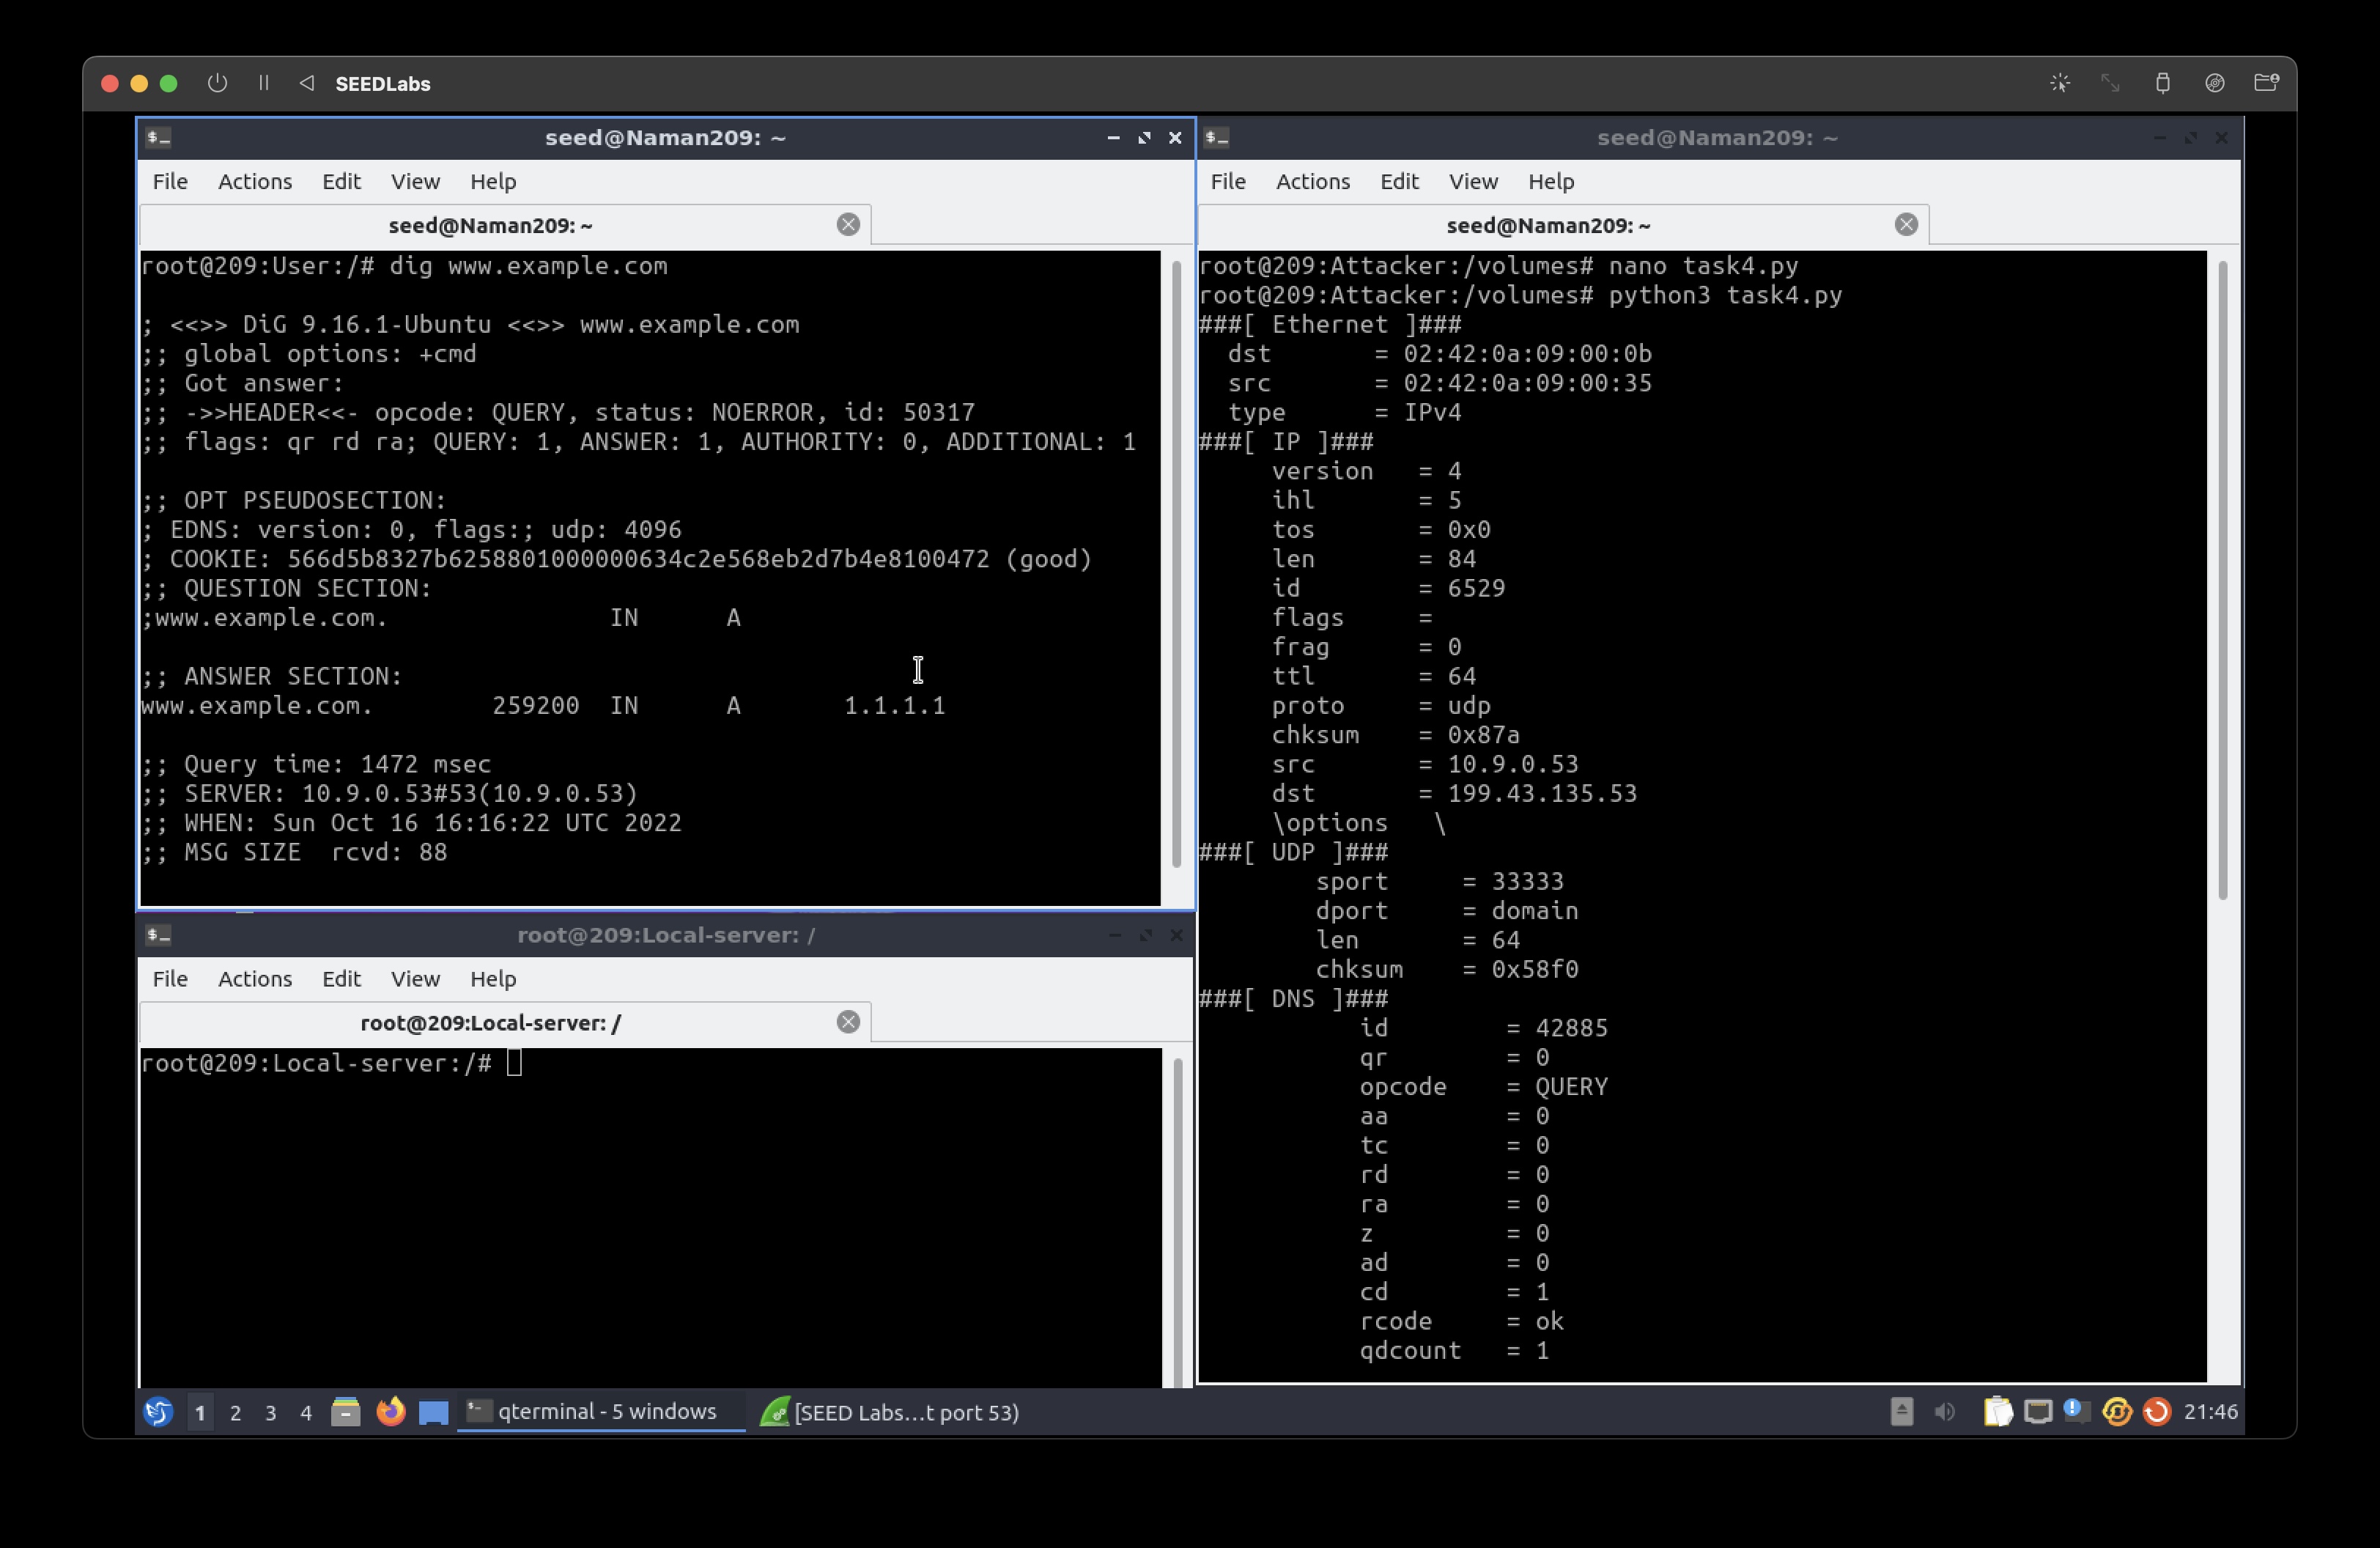 SEEDLabs
seed@Naman209: ~
File Actions Edit View Help
seed@Naman209: ~
root@209:User:/# dig www.example.com
; <<>> DiG 9.16.1-Ubuntu <<>> www.example.com
;; global options: +cmd
;; Got answer:
;; ->>HEADER<<- opcode: QUERY, status: NOERROR, id: 50317
;; flags: qr rd ra; QUERY: 1, ANSWER: 1, AUTHORITY: 0, ADDITIONAL: 1
;; OPT PSEUDOSECTION:
; EDNS: version: 0, flags:; udp: 4096
; COOKIE: 566d5b8327b6258801000000634c2e568eb2d7b4e8100472 (good)
;; QUESTION SECTION:
;www.example.com. IN A
;; ANSWER SECTION:
www.example.com. 259200 IN A 1.1.1.1
;; Query time: 1472 msec
;; SERVER: 10.9.0.53#53(10.9.0.53)
;; WHEN: Sun Oct 16 16:16:22 UTC 2022
;; MSG SIZE rcvd: 88
root@209:Local-server: /
File Actions Edit View Help
root@209:Local-server: /
root@209:Local-server:/#
seed@Naman209: ~
File Actions Edit View Help
seed@Naman209: ~
root@209:Attacker:/volumes# nano task4.py
root@209:Attacker:/volumes# python3 task4.py
###[ Ethernet ]###
dst = 02:42:0a:09:00:0b
src = 02:42:0a:09:00:35
type = IPv4
###[ IP ]###
version = 4
ihl = 5
tos = 0x0
len = 84
id = 6529
flags =
frag = 0
ttl = 64
proto = udp
chksum = 0x87a
src = 10.9.0.53
dst = 199.43.135.53
\options \
###[ UDP ]###
sport = 33333
dport = domain
len = 64
chksum = 0x58f0
###[ DNS ]###
id = 42885
qr = 0
opcode = QUERY
aa = 0
tc = 0
rd = 0
ra = 0
z = 0
ad = 0
cd = 1
rcode = ok
qdcount = 1
1 2 3 4 qterminal - 5 windows [SEED Labs...t port 53) 21:46